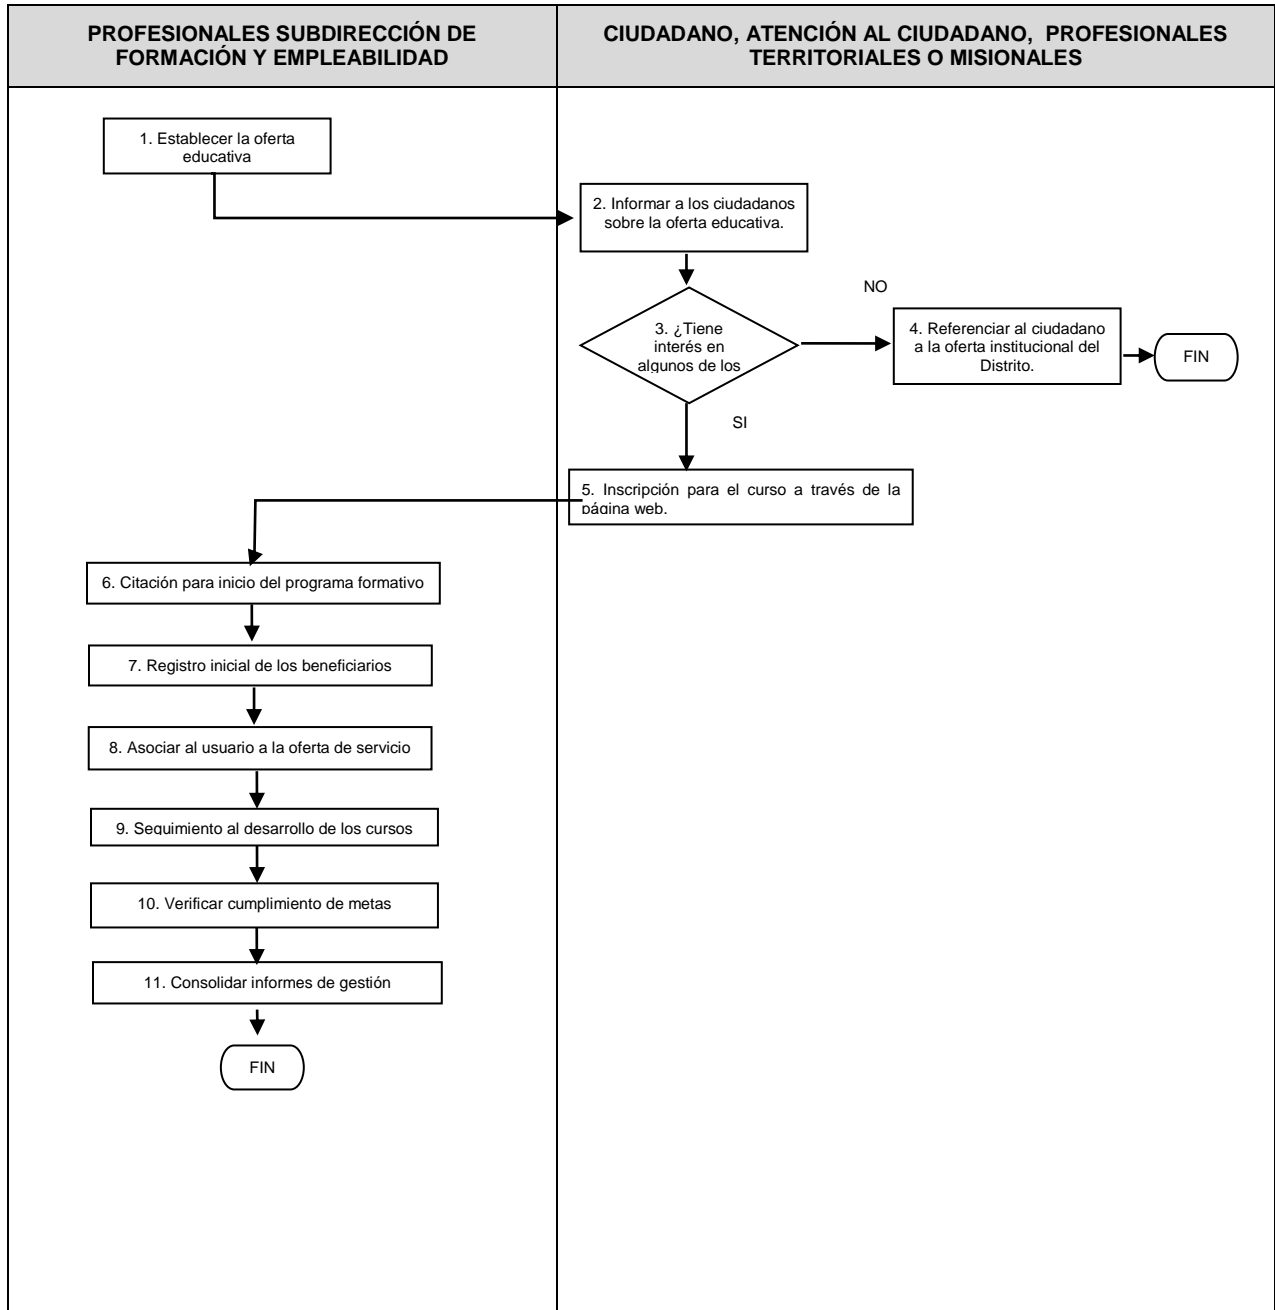 PROFESIONALES SUBDIRECCIÓN DE
FORMACIÓN Y EMPLEABILIDAD
CIUDADANO, ATENCIÓN AL CIUDADANO, PROFESIONALES
TERRITORIALES O MISIONALES
1. Establecer la oferta
educativa
2. Informar a los ciudadanos
sobre la oferta educativa.
NO
3. ¿Tiene
interés en
algunos de los
4. Referenciar al ciudadano
a la oferta institucional del
Distrito.
FIN
SI
5. Inscripción para el curso a través de la
página web.
6. Citación para inicio del programa formativo
7. Registro inicial de los beneficiarios
8. Asociar al usuario a la oferta de servicio
9. Seguimiento al desarrollo de los cursos
10. Verificar cumplimiento de metas
11. Consolidar informes de gestión
FIN